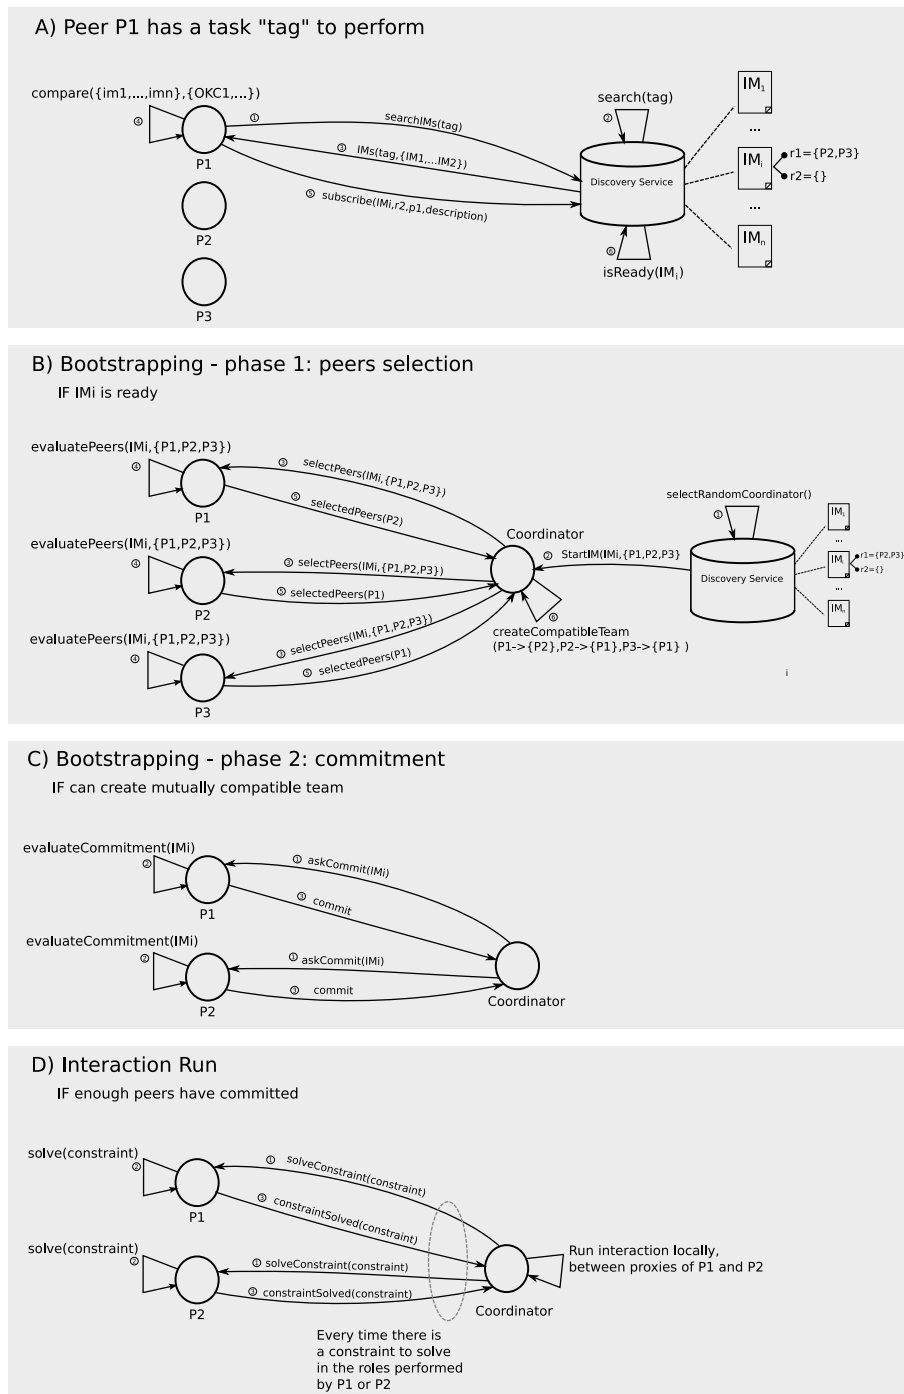 A) Peer P1 has a task "tag" to perform
compare({im1,...,imn},{OKC1,...})
④
①
searchIMs(tag)
③ IMs(tag,{IM1,...IM2})
⑤ subscribe(IMi,r2,p1,description)
P1
P2
P3
search(tag)
②
Discovery Service
⑥
isReady(IMi)
IM1
...
IMi
r1={P2,P3}
r2={}
...
IMn
B) Bootstrapping - phase 1: peers selection
IF IMi is ready
evaluatePeers(IMi,{P1,P2,P3})
④
P1
③ selectPeers(IMi,{P1,P2,P3})
⑤ selectedPeers(P2)
evaluatePeers(IMi,{P1,P2,P3})
④
P2
③ selectPeers(IMi,{P1,P2,P3})
⑤ selectedPeers(P1)
evaluatePeers(IMi,{P1,P2,P3})
④
P3
③ selectPeers(IMi,{P1,P2,P3})
⑤ selectedPeers(P1)
Coordinator
② StartIM(IMi,{P1,P2,P3}
⑥
createCompatibleTeam
(P1->{P2},P2->{P1},P3->{P1} )
selectRandomCoordinator()
①
Discovery Service
IM1
...
IMi
r1={P2,P3}
r2={}
...
IMn
i
C) Bootstrapping - phase 2: commitment
IF can create mutually compatible team
evaluateCommitment(IMi)
②
P1
① askCommit(IMi)
③ commit
evaluateCommitment(IMi)
②
P2
① askCommit(IMi)
③ commit
Coordinator
D) Interaction Run
IF enough peers have committed
solve(constraint)
②
P1
① solveConstraint(constraint)
③ constraintSolved(constraint)
solve(constraint)
②
P2
① solveConstraint(constraint)
③ constraintSolved(constraint)
Coordinator
Run interaction locally,
between proxies of P1 and P2
Every time there is
a constraint to solve
in the roles performed
by P1 or P2